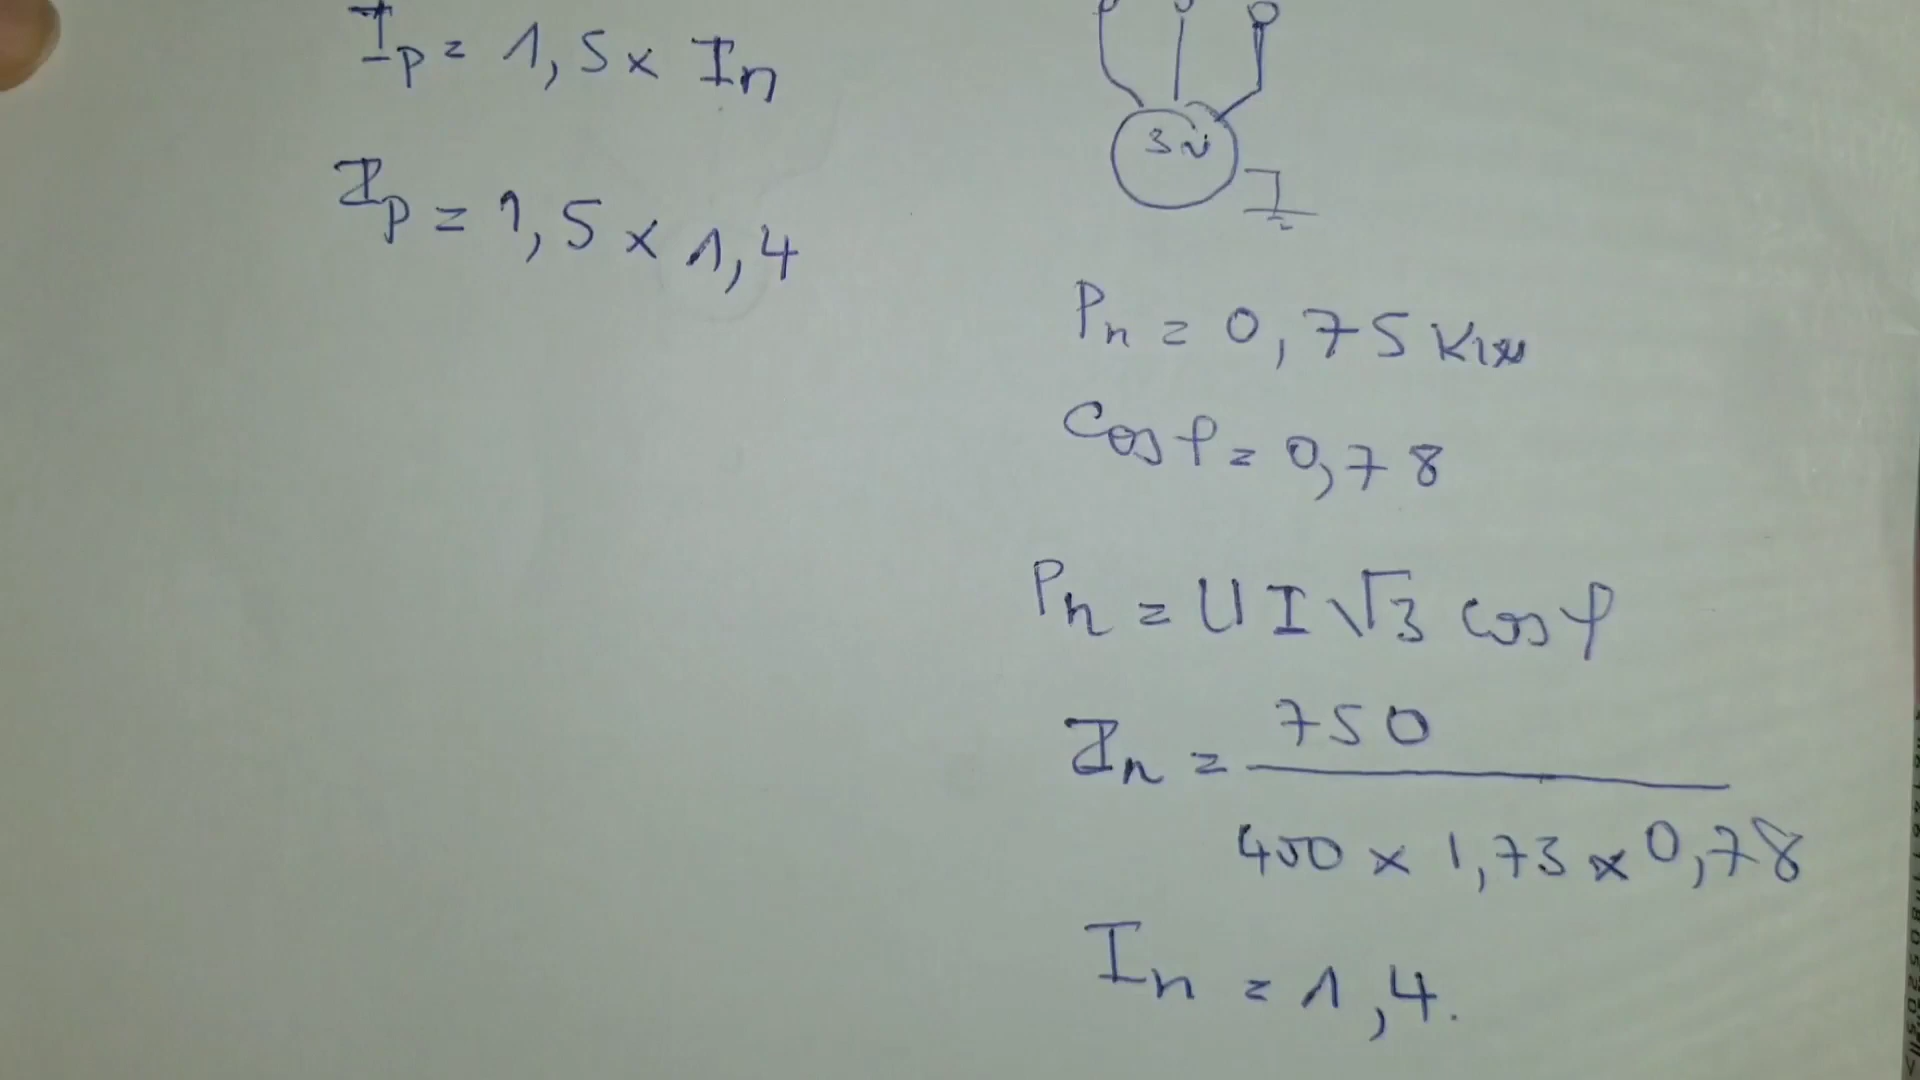 Ip = 1,5 x In
Ip = 1,5 x 1,4
3~
Pn = 0,75 Kw
Cos φ = 0,78
Pn = U I √3 cos φ
In = 750
400 x 1,73 x 0,78
In = 1,4.